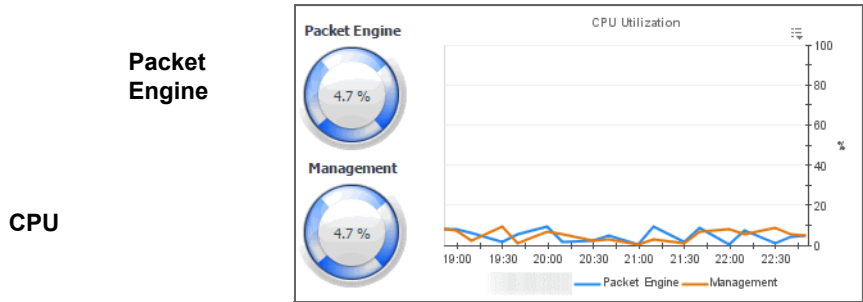 Packet
Engine
CPU
Packet Engine
4.7 %
Management
4.7 %
CPU Utilization
100
80
60
40
20
0
%
19:00 19:30 20:00 20:30 21:00 21:30 22:00 22:30
Packet Engine Management